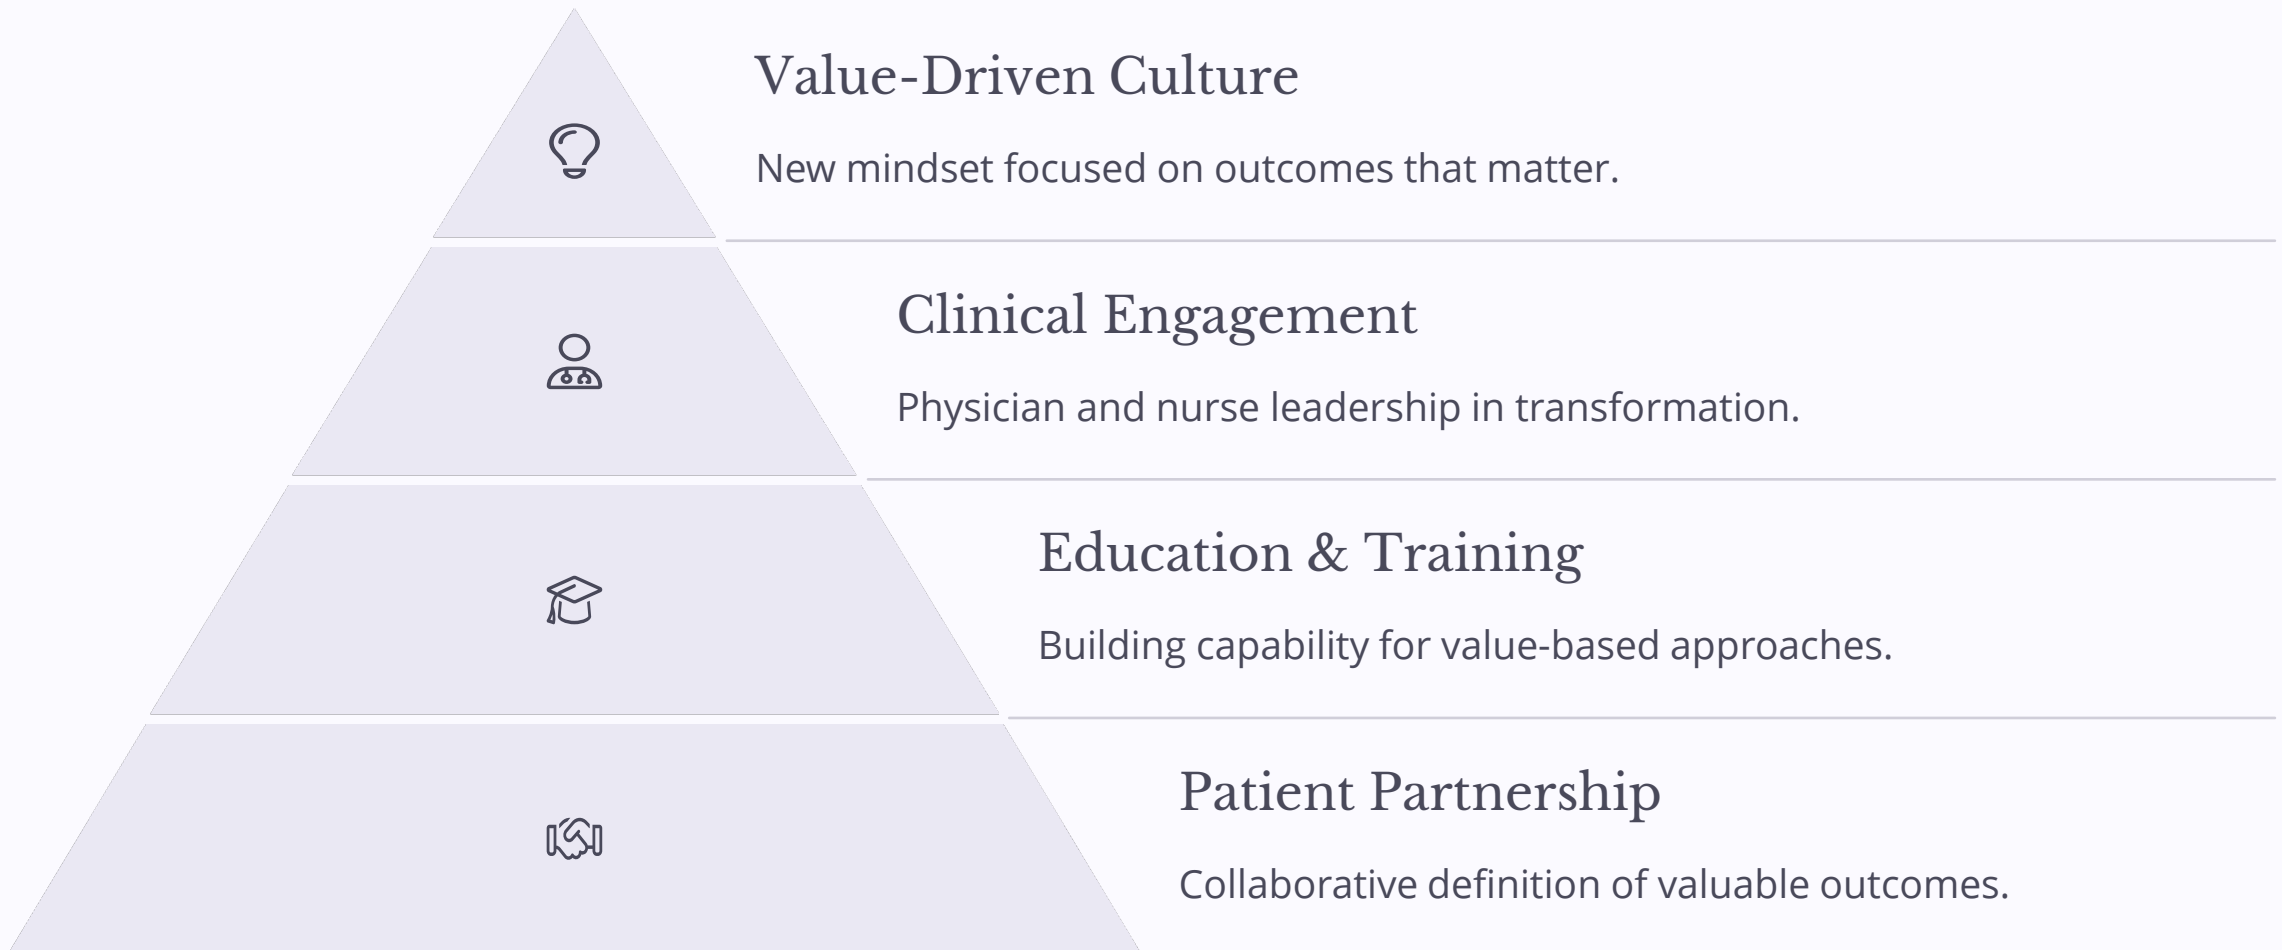 Value-Driven Culture
New mindset focused on outcomes that matter.
Clinical Engagement
Physician and nurse leadership in transformation.
Education & Training
Building capability for value-based approaches.
Patient Partnership
Collaborative definition of valuable outcomes.